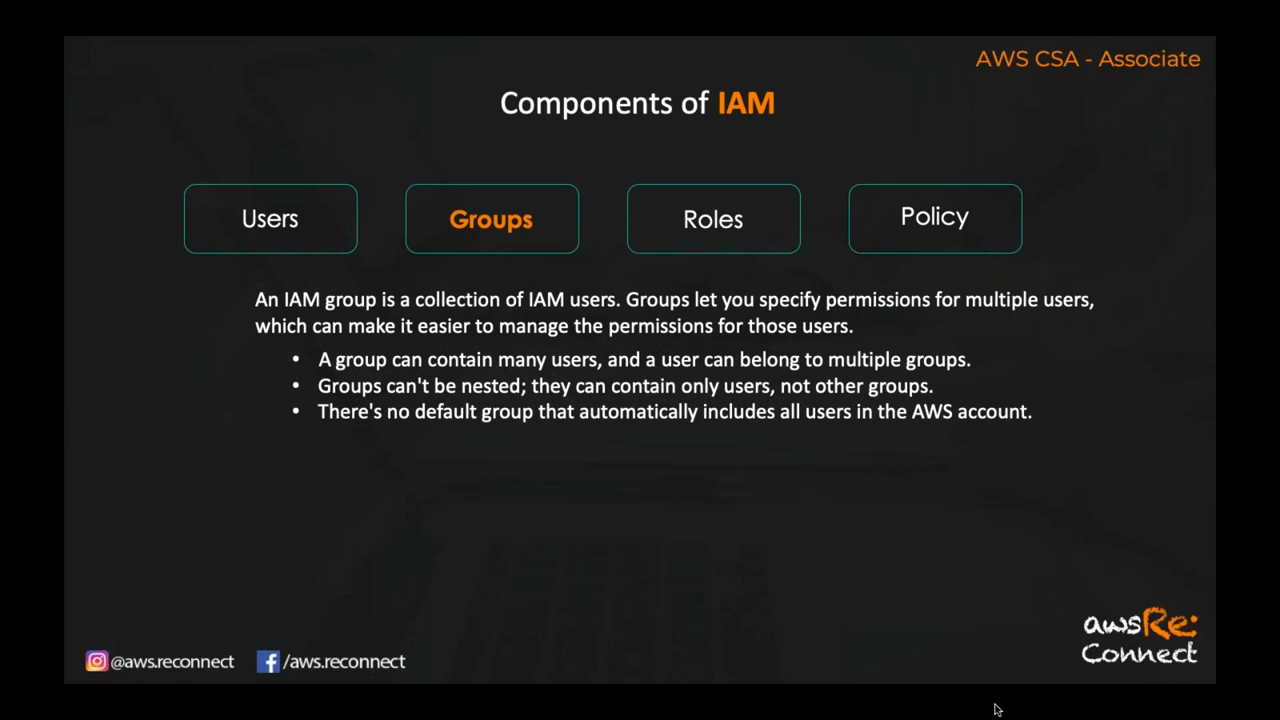 AWS CSA - Associate
Components of IAM
Users
Groups
Roles
Policy
An IAM group is a collection of IAM users. Groups let you specify permissions for multiple users,
which can make it easier to manage the permissions for those users.
• A group can contain many users, and a user can belong to multiple groups.
• Groups can't be nested; they can contain only users, not other groups.
• There's no default group that automatically includes all users in the AWS account.
awsRe:
Connect
@aws.reconnect
/aws.reconnect